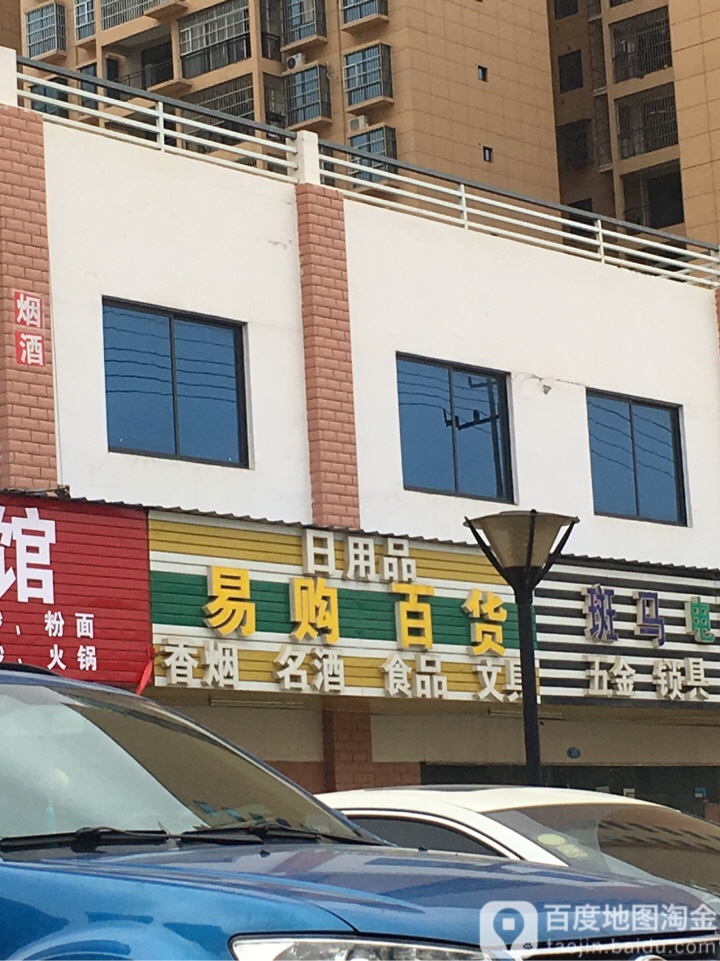 烟酒
馆
、粉面
、火锅
日用品
易购百货
香烟 名酒 食品 文具
斑马电
五金 锁具
百度地图淘金
taojin.baidu.com